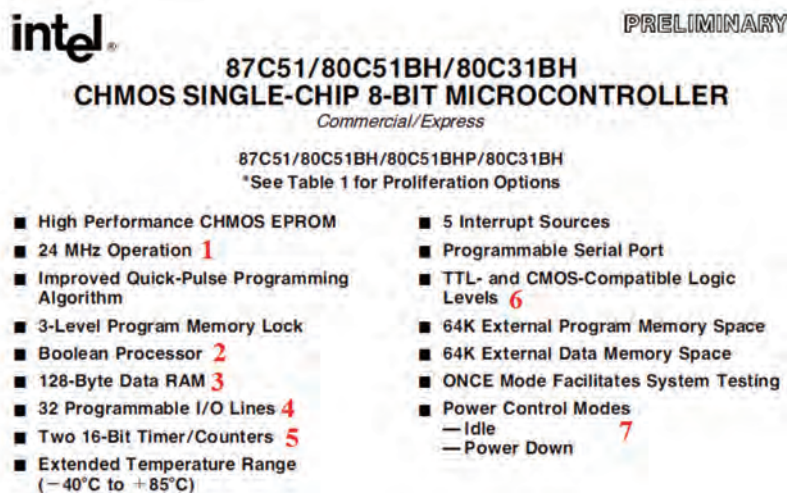 intel®
PRELIMINARY
87C51/80C51BH/80C31BH
CHMOS SINGLE-CHIP 8-BIT MICROCONTROLLER
Commercial/Express
87C51/80C51BH/80C51BHP/80C31BH
*See Table 1 for Proliferation Options
■ High Performance CHMOS EPROM
■ 24 MHz Operation 1
■ Improved Quick-Pulse Programming
Algorithm
■ 3-Level Program Memory Lock
■ Boolean Processor 2
■ 128-Byte Data RAM 3
■ 32 Programmable I/O Lines 4
■ Two 16-Bit Timer/Counters 5
■ Extended Temperature Range
(−40°C to +85°C)
■ 5 Interrupt Sources
■ Programmable Serial Port
■ TTL- and CMOS-Compatible Logic
Levels 6
■ 64K External Program Memory Space
■ 64K External Data Memory Space
■ ONCE Mode Facilitates System Testing
■ Power Control Modes
— Idle 7
— Power Down